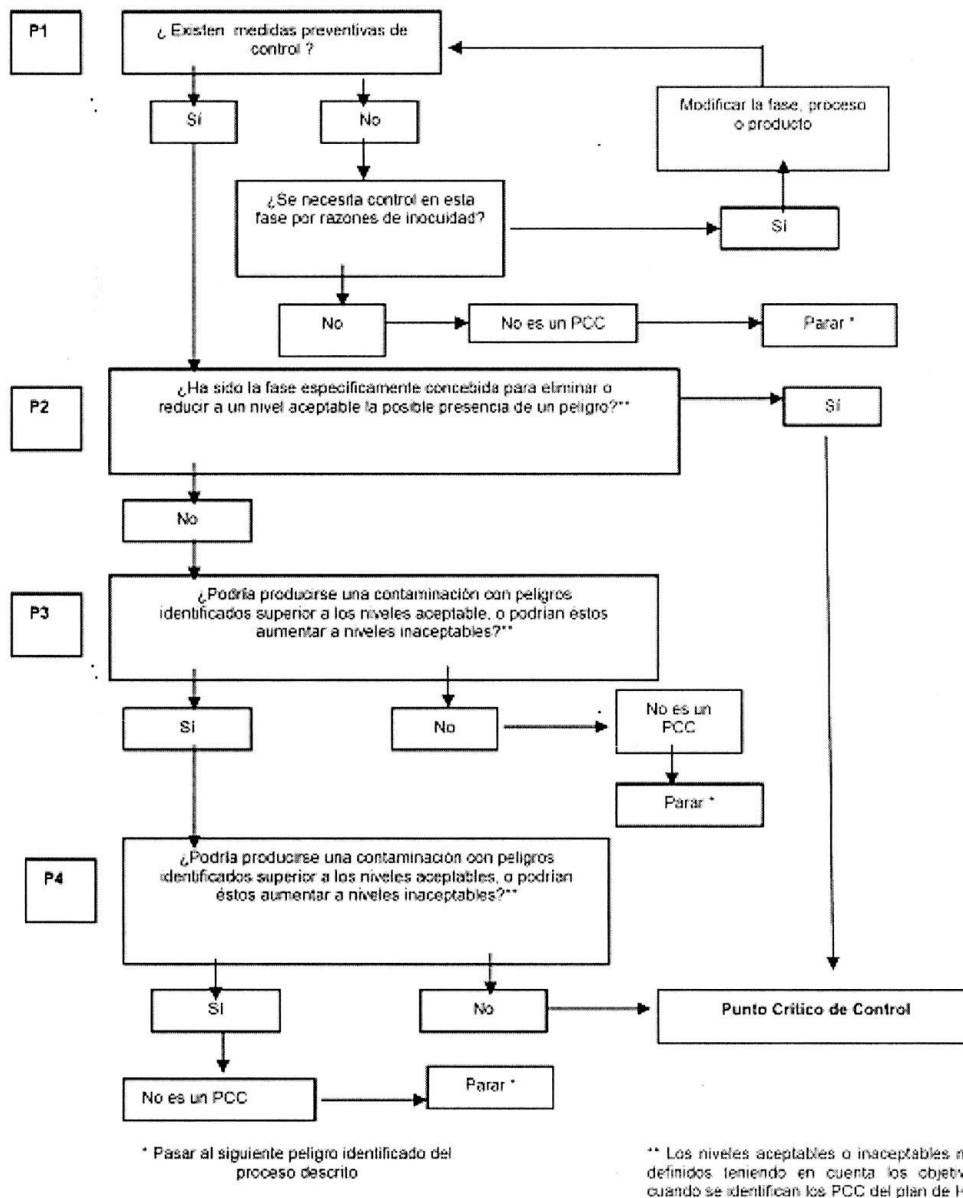 P1
¿ Existen medidas preventivas de
control ?
Sí
No
Modificar la fase, proceso
o producto
¿Se necesita control en esta
fase por razones de inocuidad?
Sí
No
No es un PCC
Parar *
P2
¿Ha sido la fase específicamente concebida para eliminar o
reducir a un nivel aceptable la posible presencia de un peligro?**
Sí
No
P3
¿Podría producirse una contaminación con peligros
identificados superior a los niveles aceptable, o podrían éstos
aumentar a niveles inaceptables?**
Sí
No
No es un
PCC
Parar *
P4
¿Podría producirse una contaminación con peligros
identificados superior a los niveles aceptables, o podrían
éstos aumentar a niveles inaceptables?**
Sí
No
Punto Crítico de Control
No es un PCC
Parar *
* Pasar al siguiente peligro identificado del
proceso descrito
** Los niveles aceptables o inaceptables
definidos teniendo en cuenta los
cuando se identifican los PCC del plan de